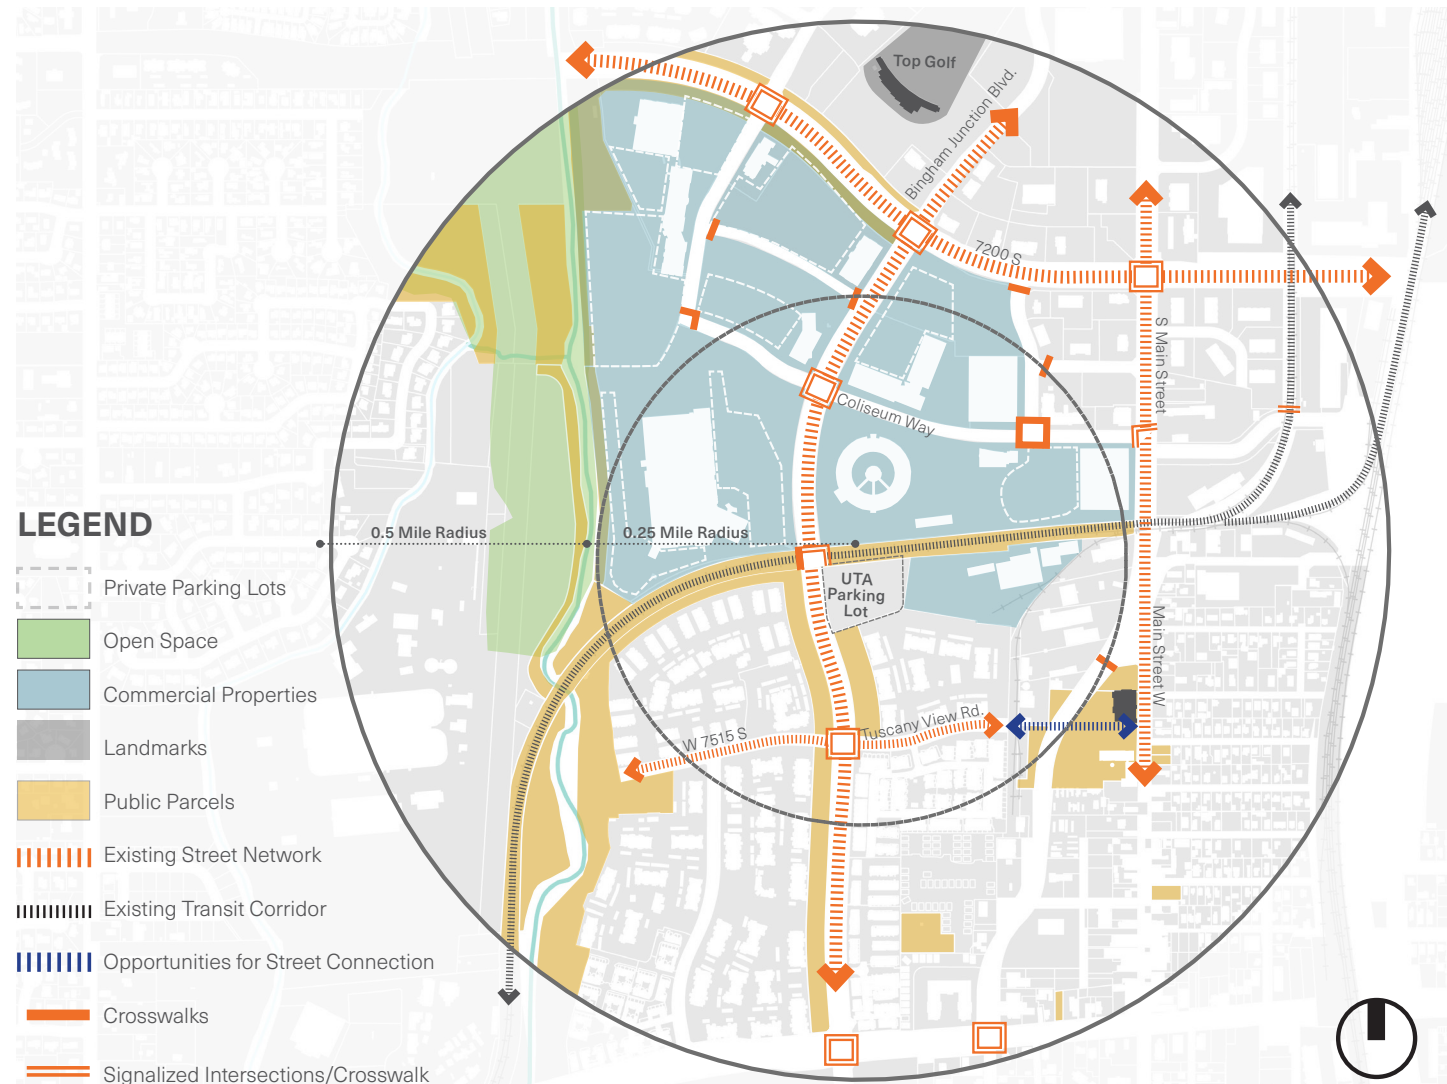 Top Golf
Bingham Junction Blvd.
7200 S
S Main Street
Coliseum Way
LEGEND
0.5 Mile Radius
0.25 Mile Radius
UTA
Parking
Lot
Private Parking Lots
Open Space
Commercial Properties
Landmarks
Public Parcels
Existing Street Network
Existing Transit Corridor
Opportunities for Street Connection
Crosswalks
Signalized Intersections/Crosswalk
Main Street W
W 7515 S
Tuscany View Rd.